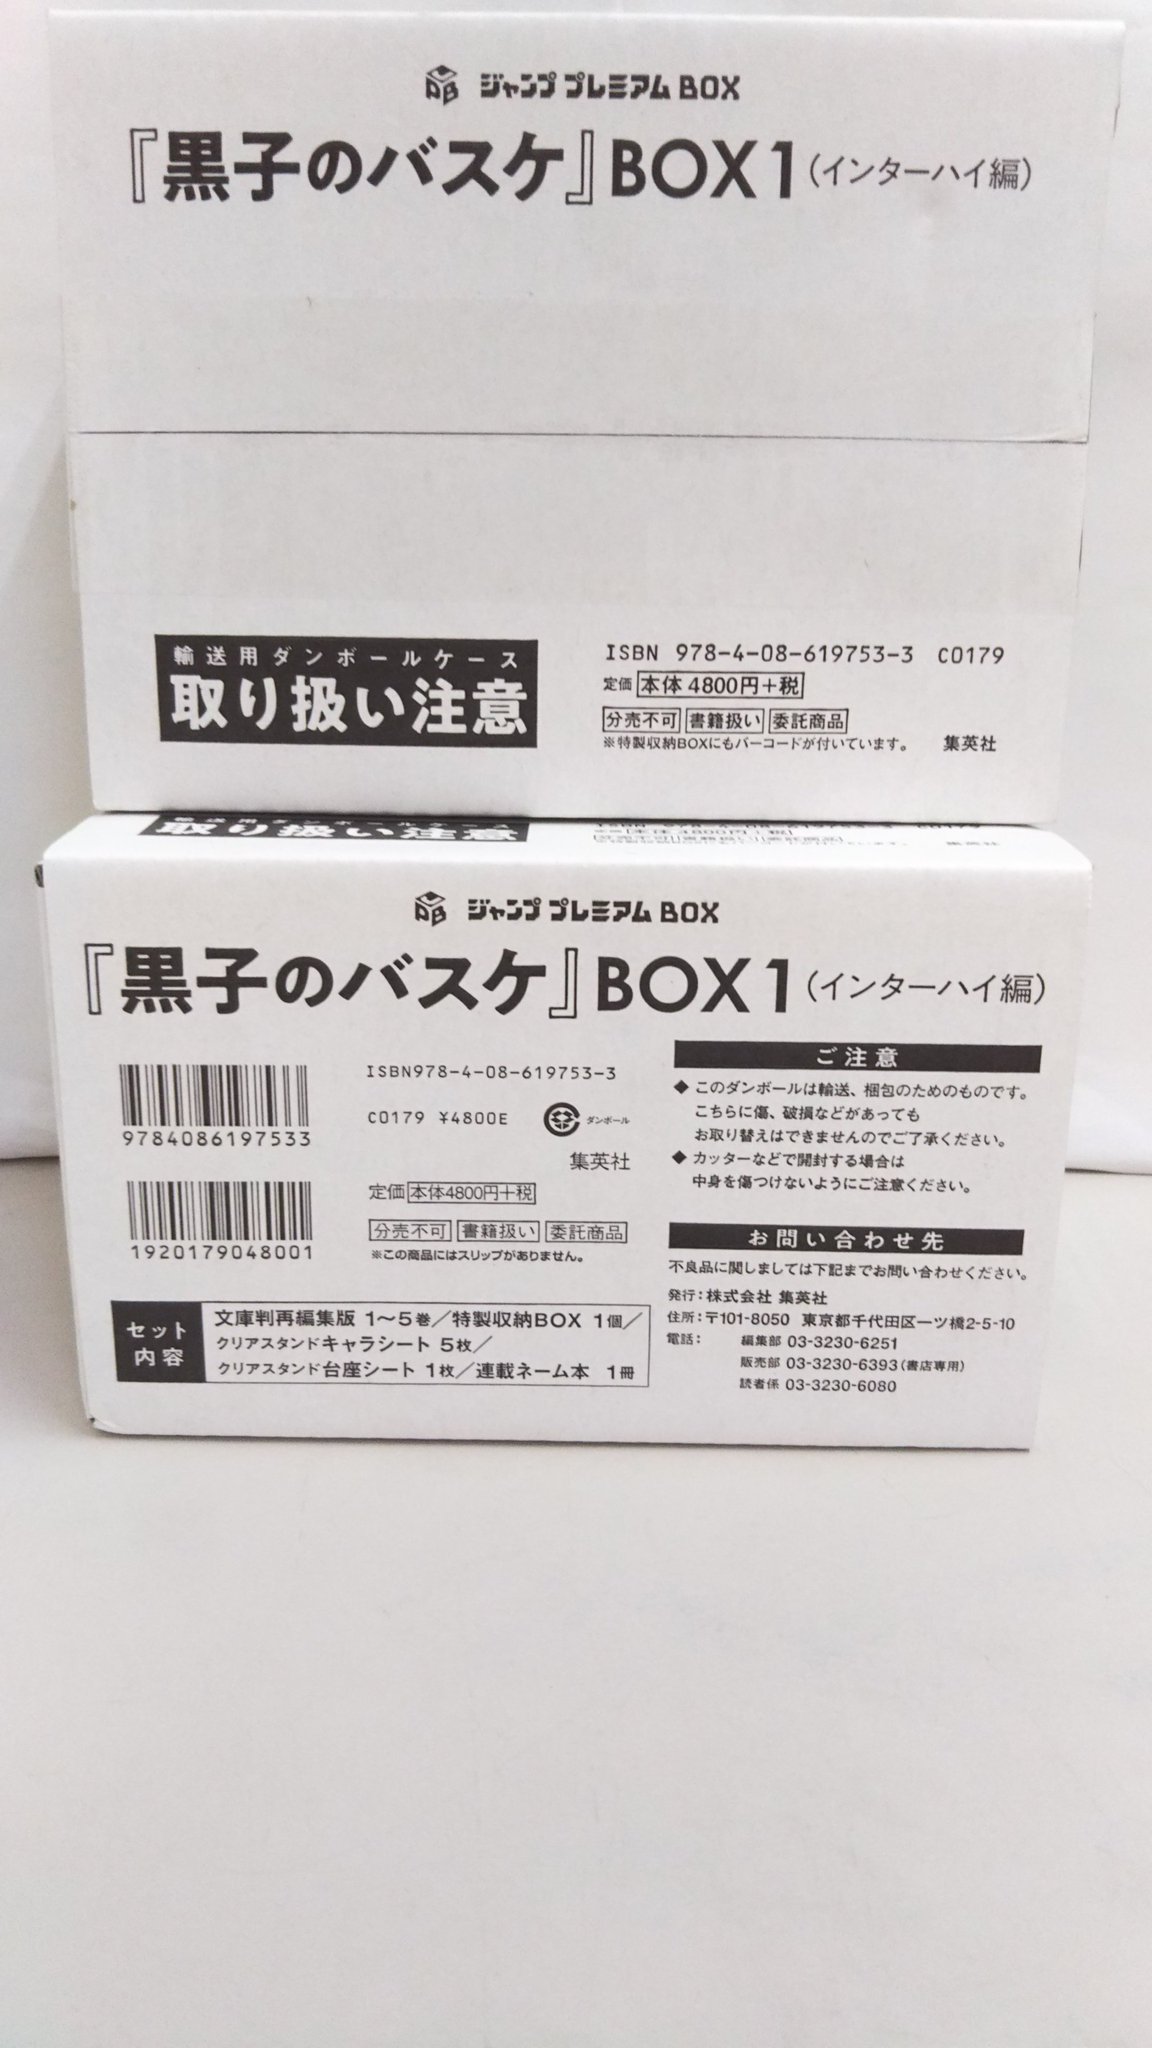 ジャンプ プレミアム BOX
『黒子のバスケ』BOX1（インターハイ編）
輸送用ダンボールケース
取り扱い注意
ISBN 978-4-08-619753-3 C0179
定価 本体 4800円+税
分売不可 書籍扱い 委託商品
※特製収納BOXにもバーコードが付いています。 集英社
取り扱い注意
ジャンプ プレミアム BOX
『黒子のバスケ』BOX1（インターハイ編）
9784086197533
1920179048001
ISBN978-4-08-619753-3
C0179 ¥4800E ダンボール
集英社
定価 本体4800円+税
分売不可 書籍扱い 委託商品
※この商品にはスリップがありません。
セット
内容
文庫判再編集版 1〜5巻／特製収納BOX 1個／
クリアスタンドキャラシート 5枚／
クリアスタンド台座シート 1枚／連載ネーム本 1冊
ご注意
◆ このダンボールは輸送、梱包のためのものです。
こちらに傷、破損などがあっても
お取り替えはできませんのでご了承ください。
◆ カッターなどで開封する場合は
中身を傷つけないようにご注意ください。
お問い合わせ先
不良品に関しましては下記までお問い合わせください。
発行：株式会社 集英社
住所：〒101-8050 東京都千代田区一ツ橋2-5-10
電話： 編集部 03-3230-6251
販売部 03-3230-6393（書店専用）
読者係 03-3230-6080